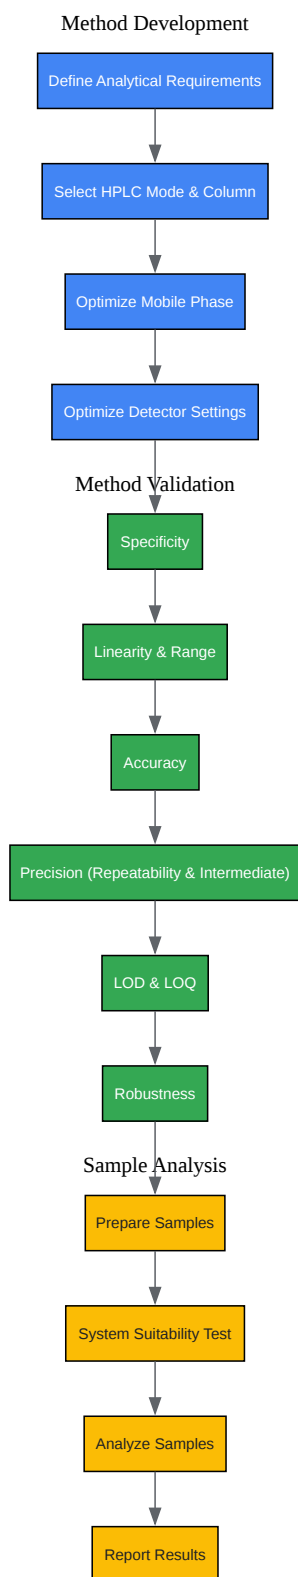 Method Development
Define Analytical Requirements
Select HPLC Mode & Column
Optimize Mobile Phase
Optimize Detector Settings
Method Validation
Specificity
Linearity & Range
Accuracy
Precision (Repeatability & Intermediate)
LOD & LOQ
Robustness
Sample Analysis
Prepare Samples
System Suitability Test
Analyze Samples
Report Results